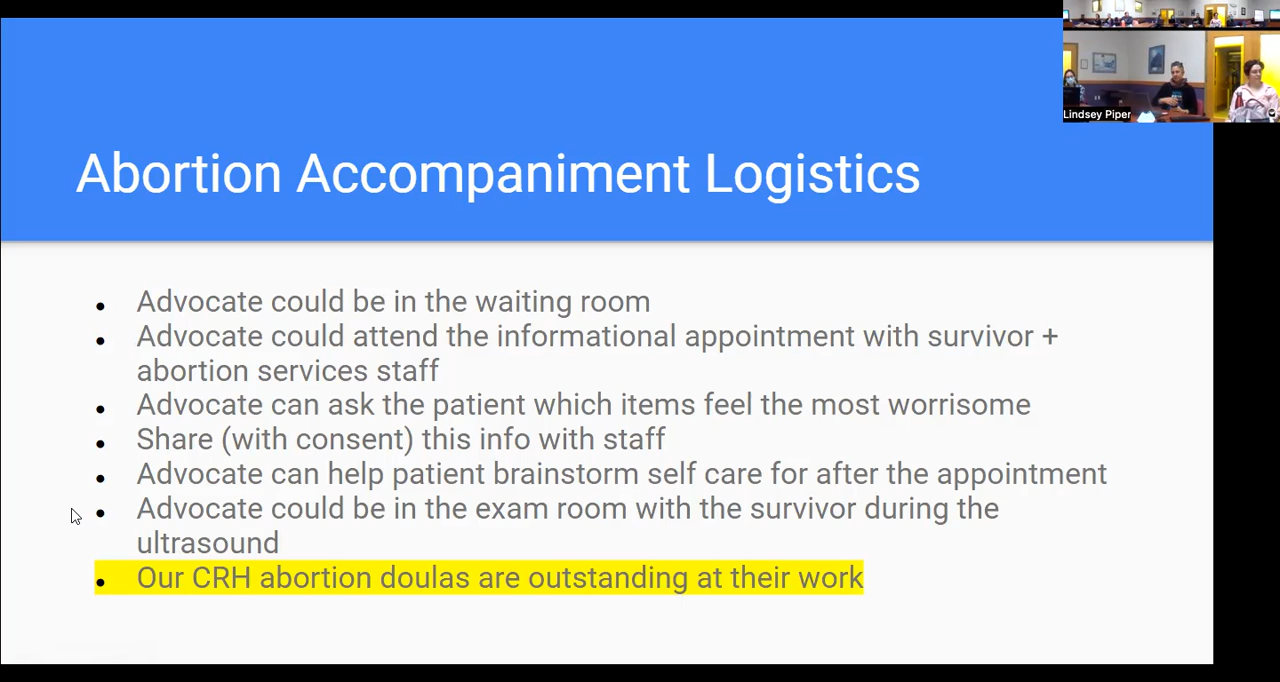 Lindsey Piper
Abortion Accompaniment Logistics
• Advocate could be in the waiting room
• Advocate could attend the informational appointment with survivor +
abortion services staff
• Advocate can ask the patient which items feel the most worrisome
• Share (with consent) this info with staff
• Advocate can help patient brainstorm self care for after the appointment
• Advocate could be in the exam room with the survivor during the
ultrasound
• Our CRH abortion doulas are outstanding at their work